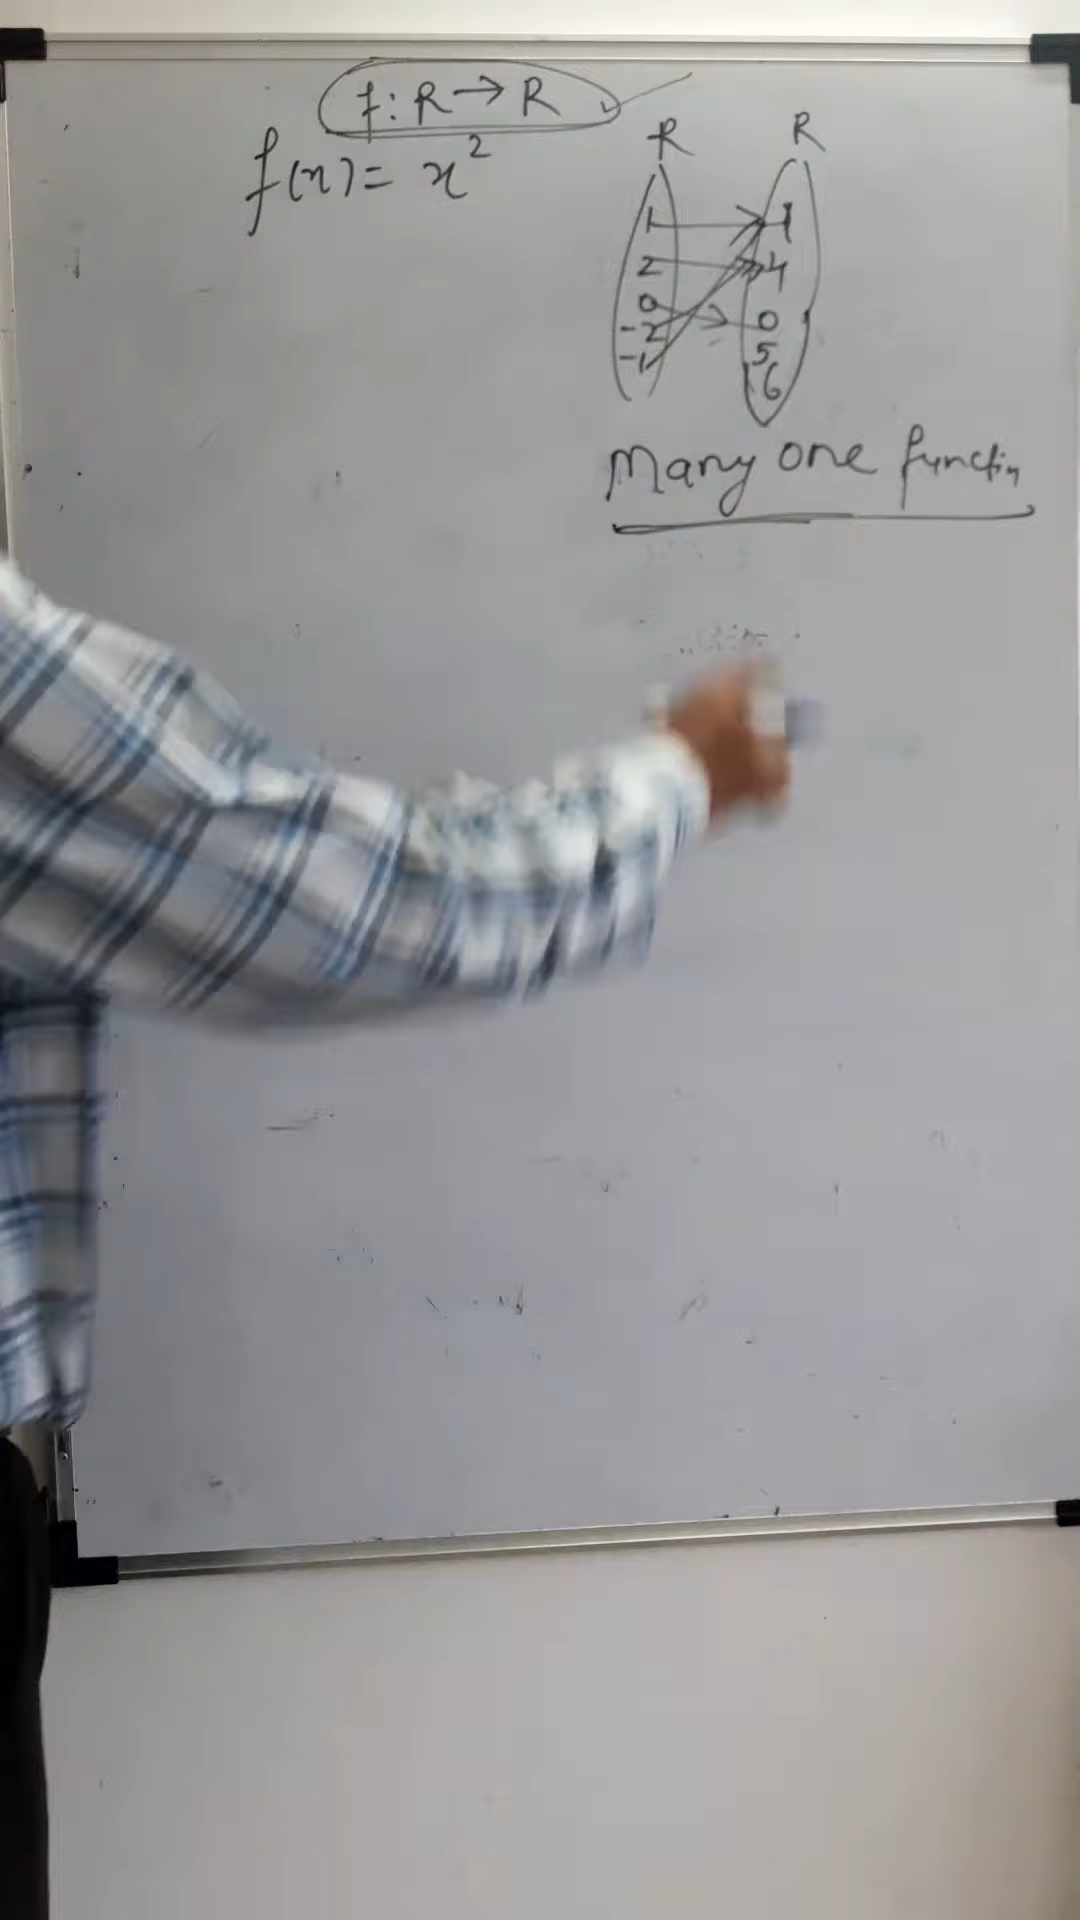 f: R → R
f(x) = x²
R R
1 1
2 4
0 0
-2 5
-1 6
Many one function